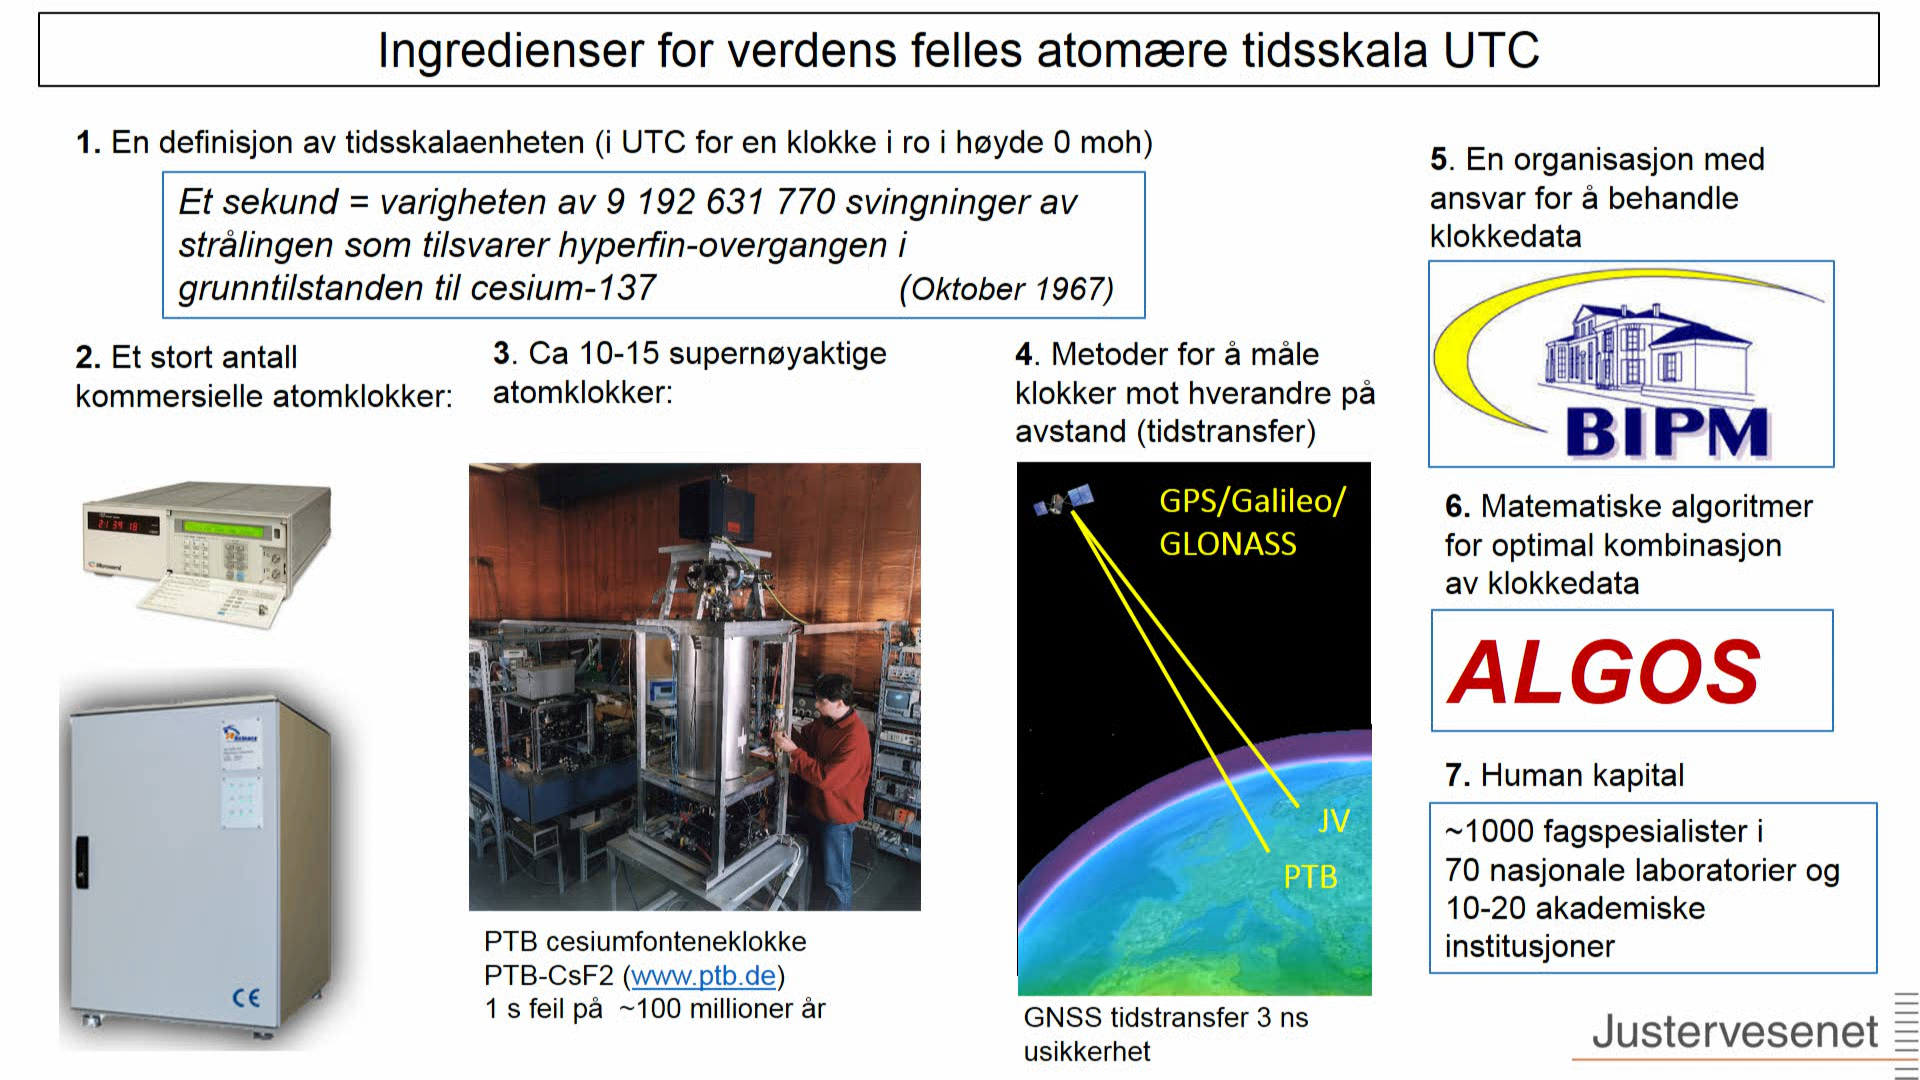 Ingredienser for verdens felles atomære tidsskala UTC
1. En definisjon av tidsskalaenheten (i UTC for en klokke i ro i høyde 0 moh)
Et sekund = varigheten av 9 192 631 770 svingninger av
strålingen som tilsvarer hyperfin-overgangen i
grunntilstanden til cesium-137 (Oktober 1967)
2. Et stort antall
kommersielle atomklokker:
3. Ca 10-15 supernøyaktige
atomklokker:
PTB cesiumfonteneklokke
PTB-CsF2 (www.ptb.de)
1 s feil på ~100 millioner år
4. Metoder for å måle
klokker mot hverandre på
avstand (tidstransfer)
GPS/Galileo/
GLONASS
JV
PTB
GNSS tidstransfer 3 ns
usikkerhet
5. En organisasjon med
ansvar for å behandle
klokkedata
BIPM
6. Matematiske algoritmer
for optimal kombinasjon
av klokkedata
ALGOS
7. Human kapital
~1000 fagspesialister i
70 nasjonale laboratorier og
10-20 akademiske
institusjoner
Justervesenet
21 39 18
Microsemi
CE